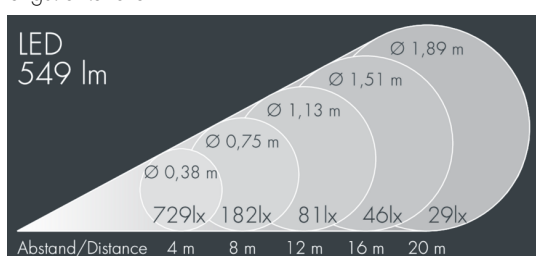 LED
549 lm
Ø 1,89 m
Ø 1,51 m
Ø 1,13 m
Ø 0,75 m
Ø 0,38 m
729lx 182lx 81lx 46lx 29lx
Abstand/Distance 4 m 8 m 12 m 16 m 20 m